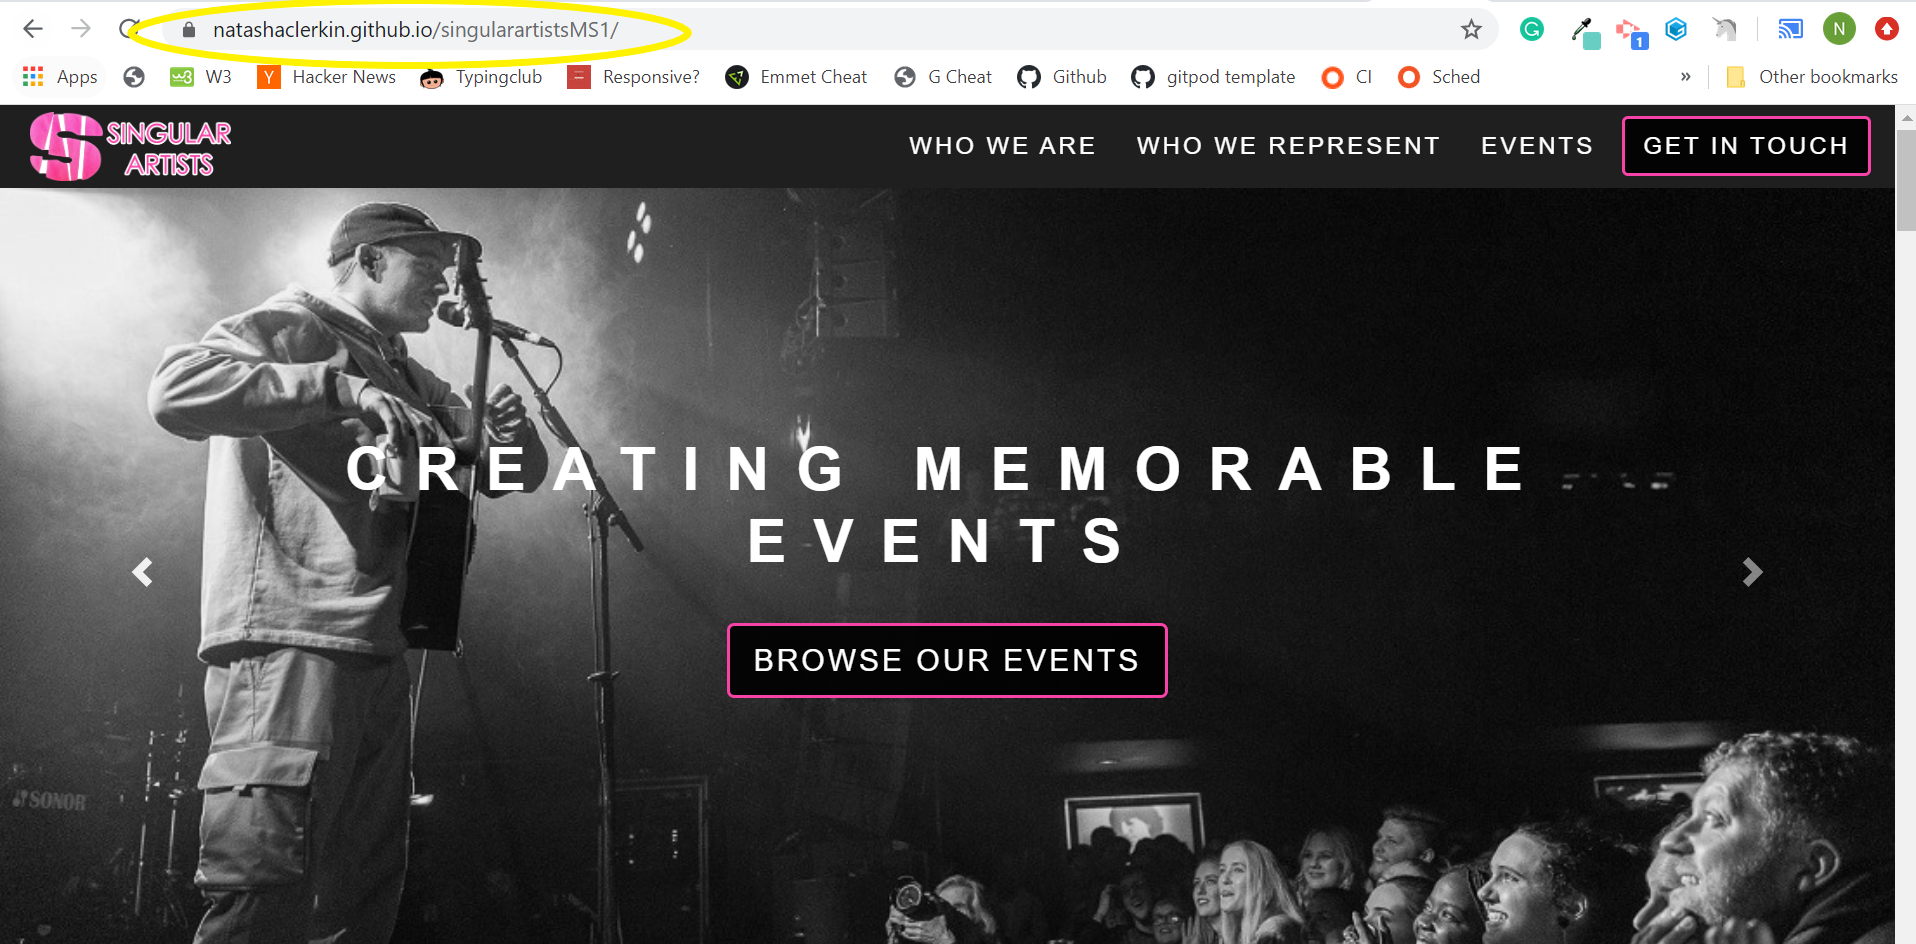 natashaclerkin.github.io/singularartistsMS1/
G 1 N
Apps W3 W3 Y Hacker News Typingclub Responsive? Emmet Cheat G Cheat Github gitpod template CI Sched » Other bookmarks
SINGULAR
ARTISTS
WHO WE ARE WHO WE REPRESENT EVENTS GET IN TOUCH
CREATING MEMORABLE
EVENTS
BROWSE OUR EVENTS
SONOR